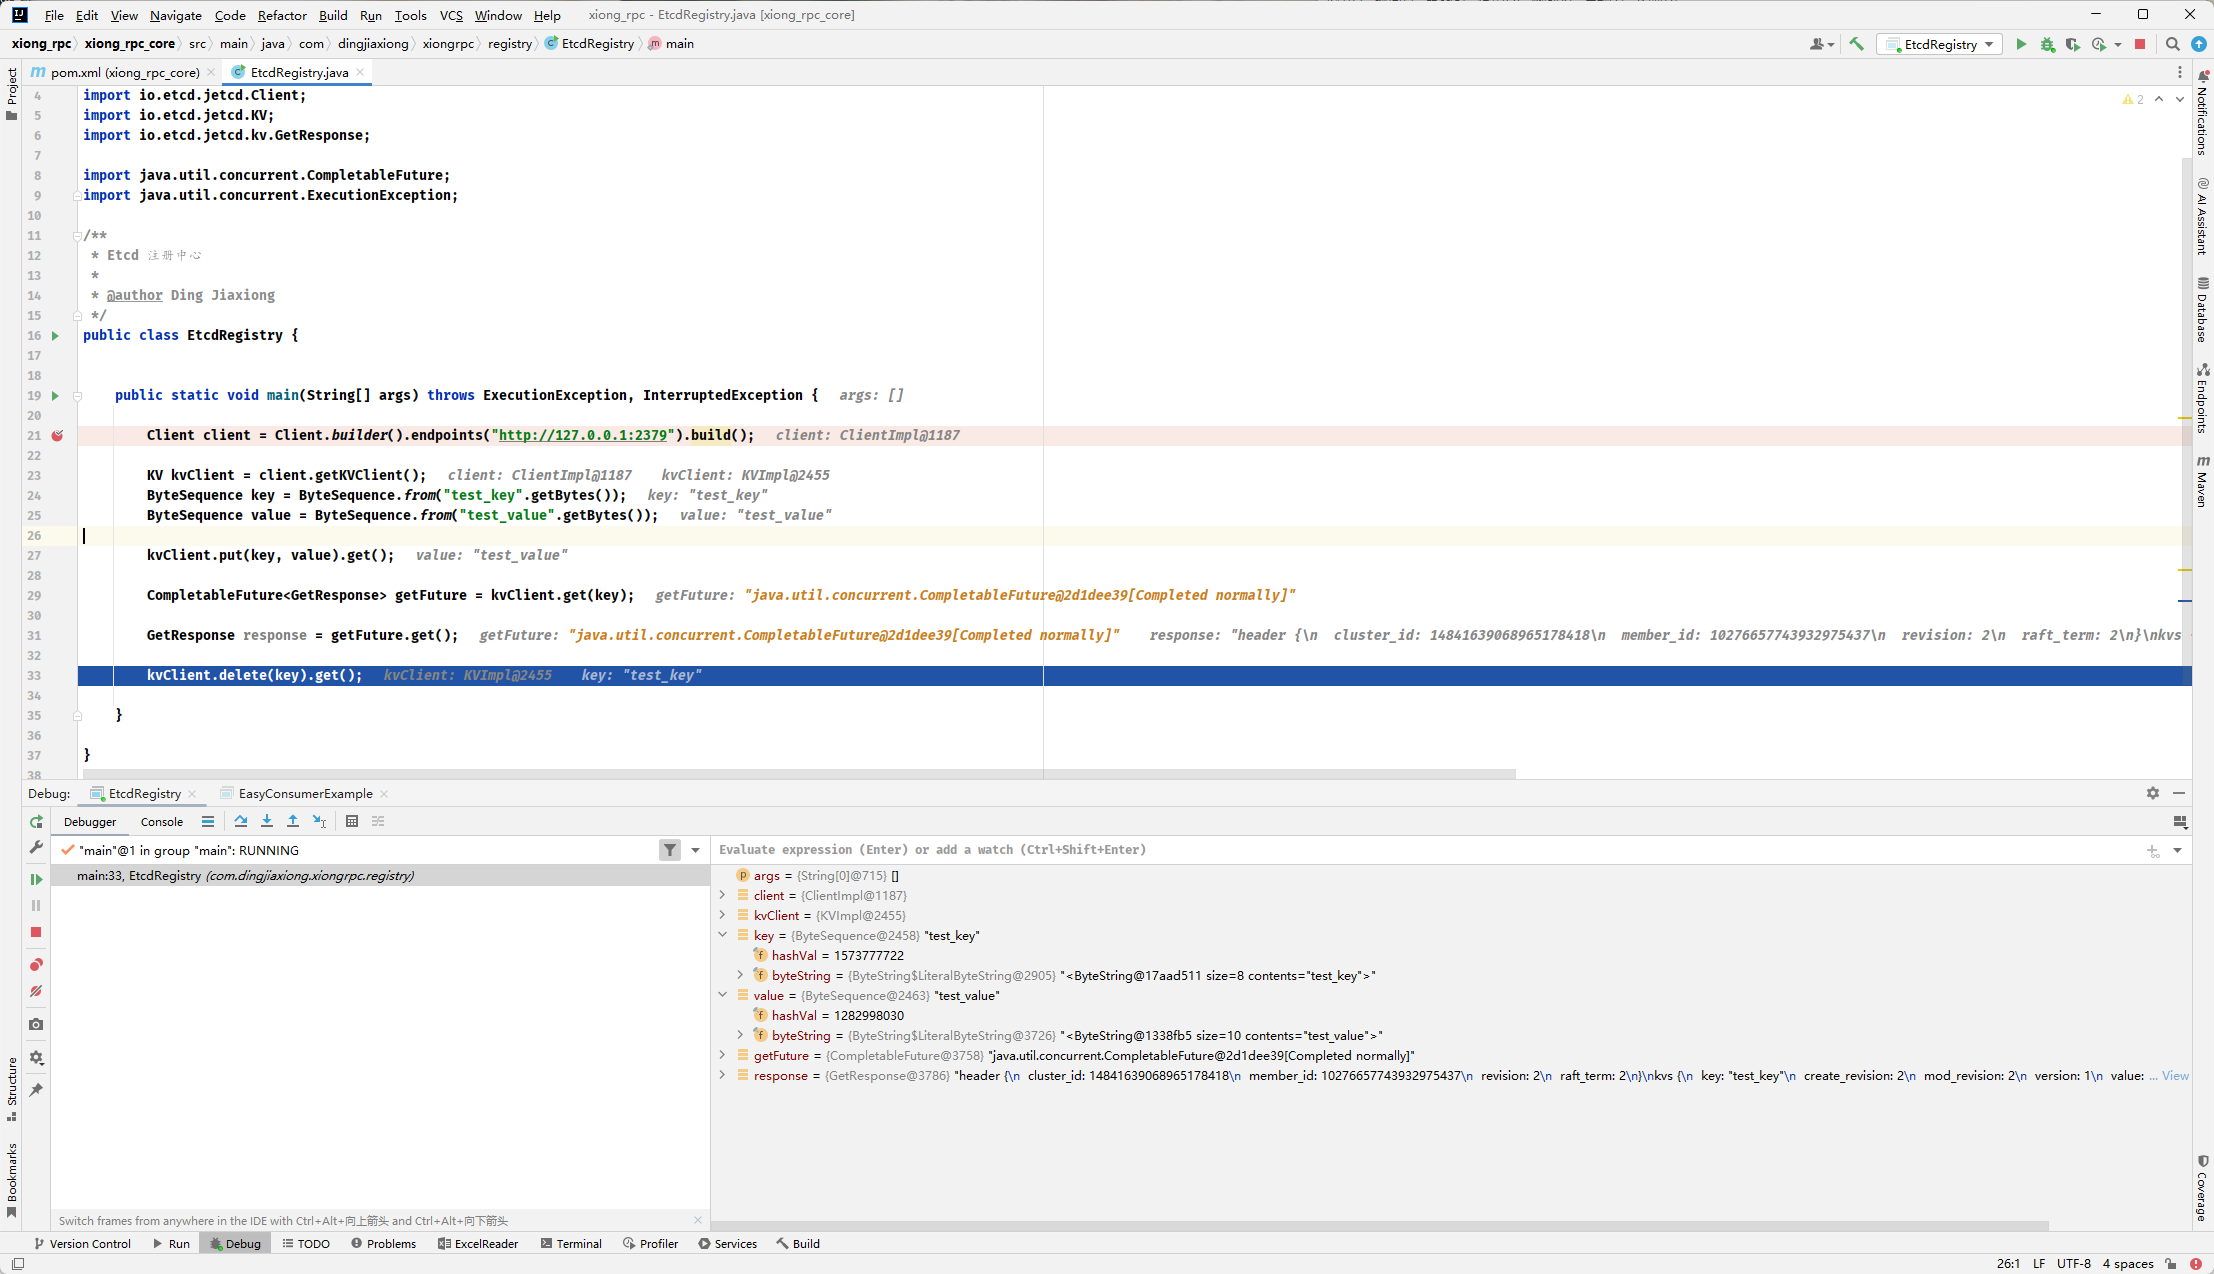 File Edit View Navigate Code Refactor Build Run Tools VCS Window Help xiong_rpc - EtcdRegistry.java [xiong_rpc_core]
xiong_rpc xiong_rpc_core src main java com dingjiaxiong xiongrpc registry EtcdRegistry main EtcdRegistry
Project
pom.xml (xiong_rpc_core) EtcdRegistry.java
4 import io.etcd.jetcd.Client;
2
5 import io.etcd.jetcd.KV;
6 import io.etcd.jetcd.kv.GetResponse;
7
8 import java.util.concurrent.CompletableFuture;
9 import java.util.concurrent.ExecutionException;
10
11 /**
12 * Etcd 注册中心
13 *
14 * @author Ding Jiaxiong
15 */
16 public class EtcdRegistry {
17
18
19 public static void main(String[] args) throws ExecutionException, InterruptedException { args: []
20
21 Client client = Client.builder().endpoints("http://127.0.0.1:2379").build(); client: ClientImpl@1187
22
23 KV kvClient = client.getKVClient(); client: ClientImpl@1187 kvClient: KVImpl@2455
24 ByteSequence key = ByteSequence.from("test_key".getBytes()); key: "test_key"
25 ByteSequence value = ByteSequence.from("test_value".getBytes()); value: "test_value"
26
27 kvClient.put(key, value).get(); value: "test_value"
28
29 CompletableFuture<GetResponse> getFuture = kvClient.get(key); getFuture: "java.util.concurrent.CompletableFuture@2d1dee39[Completed normally]"
30
31 GetResponse response = getFuture.get(); getFuture: "java.util.concurrent.CompletableFuture@2d1dee39[Completed normally]" response: "header {\n cluster_id: 14841639068965178418\n member_id: 10276657743932975437\n revision: 2\n raft_term: 2\n}\nkvs
32
33 kvClient.delete(key).get(); kvClient: KVImpl@2455 key: "test_key"
34
35 }
36
37 }
38
Notifications
AI Assistant
Database
Endpoints
Maven
Coverage
Structure
Bookmarks
Debug: EtcdRegistry EasyConsumerExample
Debugger Console
"main"@1 in group "main": RUNNING
main:33, EtcdRegistry (com.dingjiaxiong.xiongrpc.registry)
Switch frames from anywhere in the IDE with Ctrl+Alt+向上箭头 and Ctrl+Alt+向下箭头
Evaluate expression (Enter) or add a watch (Ctrl+Shift+Enter)
args = {String[0]@715} []
client = {ClientImpl@1187}
kvClient = {KVImpl@2455}
key = {ByteSequence@2458} "test_key"
hashVal = 1573777722
byteString = {ByteString$LiteralByteString@2905} "<ByteString@17aad511 size=8 contents="test_key">"
value = {ByteSequence@2463} "test_value"
hashVal = 1282998030
byteString = {ByteString$LiteralByteString@3726} "<ByteString@1338fb5 size=10 contents="test_value">"
getFuture = {CompletableFuture@3758} "java.util.concurrent.CompletableFuture@2d1dee39[Completed normally]"
response = {GetResponse@3786} "header {\n cluster_id: 14841639068965178418\n member_id: 10276657743932975437\n revision: 2\n raft_term: 2\n}\nkvs {\n key: "test_key"\n create_revision: 2\n mod_revision: 2\n version: 1\n value: ... View
Version Control Run Debug TODO Problems ExcelReader Terminal Profiler Services Build
26:1 LF UTF-8 4 spaces